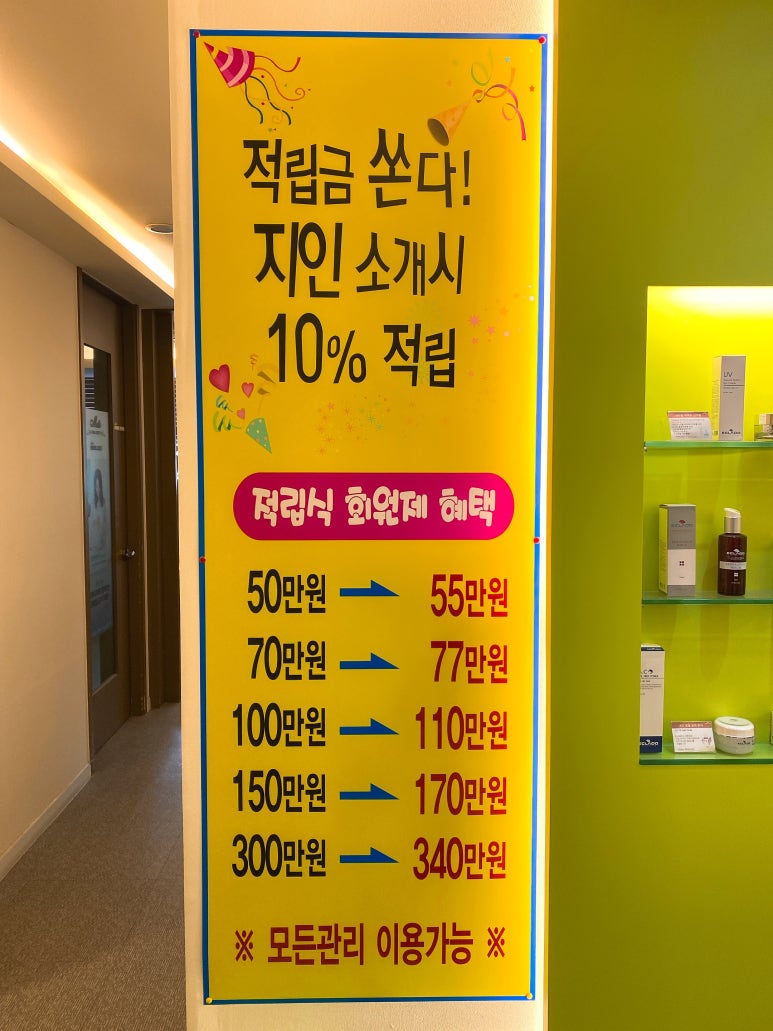 적립금 쏜다!
지인 소개시
10% 적립
적립식 회원제 혜택
50만원 → 55만원
70만원 → 77만원
100만원 → 110만원
150만원 → 170만원
300만원 → 340만원
※ 모든관리 이용가능 ※
UV